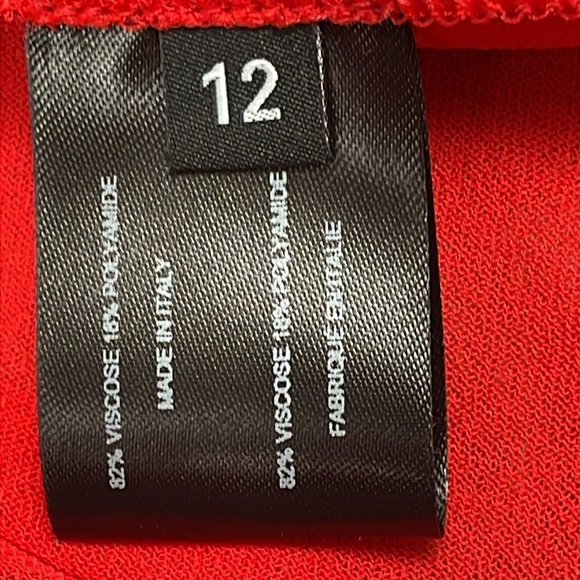 12
82% VISCOSE 18% POLYAMIDE
MADE IN ITALY
82% VISCOSE 18% POLYAMIDE
FABRIQUE EN ITALIE